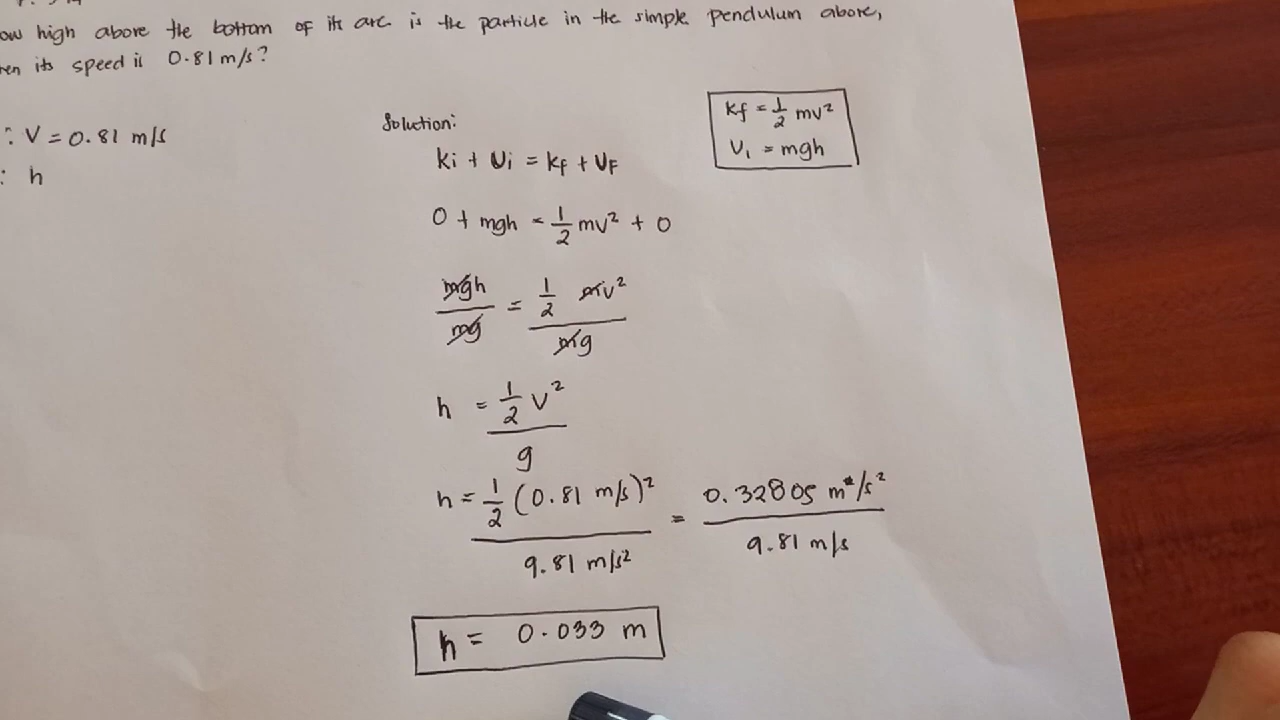 ow high above the bottom of its arc is the particle in the simple pendulum above,
en its speed is 0.81 m/s?
: V = 0.81 m/s
: h
Solution:
Ki + Ui = Kf + UF
0 + mgh = 1/2 mv² + 0
mgh/mg = 1/2 mv²/mg
h = 1/2 V²/g
h = 1/2 (0.81 m/s)²/9.81 m/s² = 0.32805 m²/s²/9.81 m/s
h = 0.033 m
Kf = 1/2 mv²
U₁ = mgh